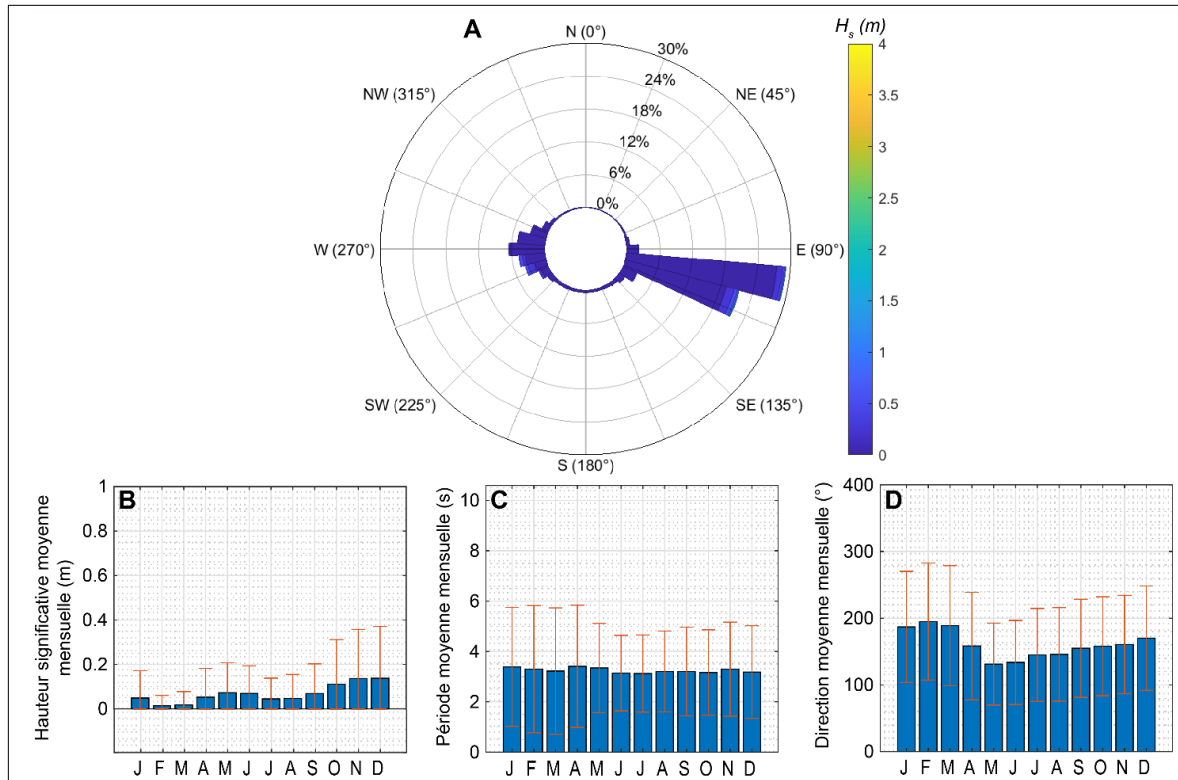 A
N (0°)
H_s (m)
30%
24%
18%
12%
6%
0%
NW (315°)
NE (45°)
W (270°)
E (90°)
SW (225°)
SE (135°)
S (180°)
4
3.5
3
2.5
2
1.5
1
0.5
0
B
Hauteur significative moyenne
mensuelle (m)
1
0.8
0.6
0.4
0.2
0
J F M A M J J A S O N D
C
Période moyenne mensuelle (s)
10
8
6
4
2
0
J F M A M J J A S O N D
D
Direction moyenne mensuelle (°)
400
300
200
100
0
J F M A M J J A S O N D